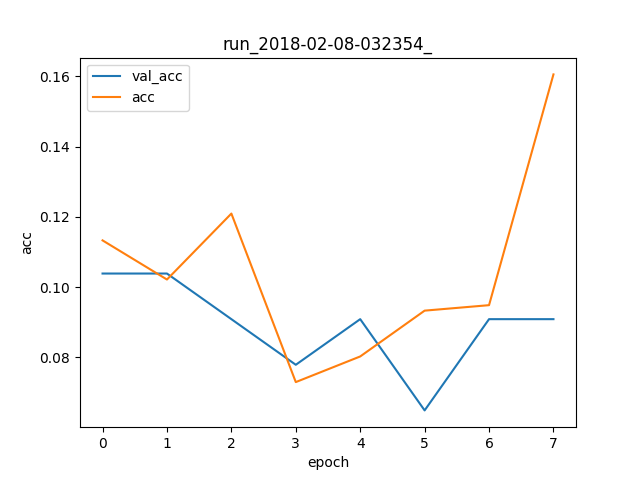 run_2018-02-08-032354_
val_acc
acc
0.16
0.14
0.12
0.10
0.08
acc
0 1 2 3 4 5 6 7
epoch